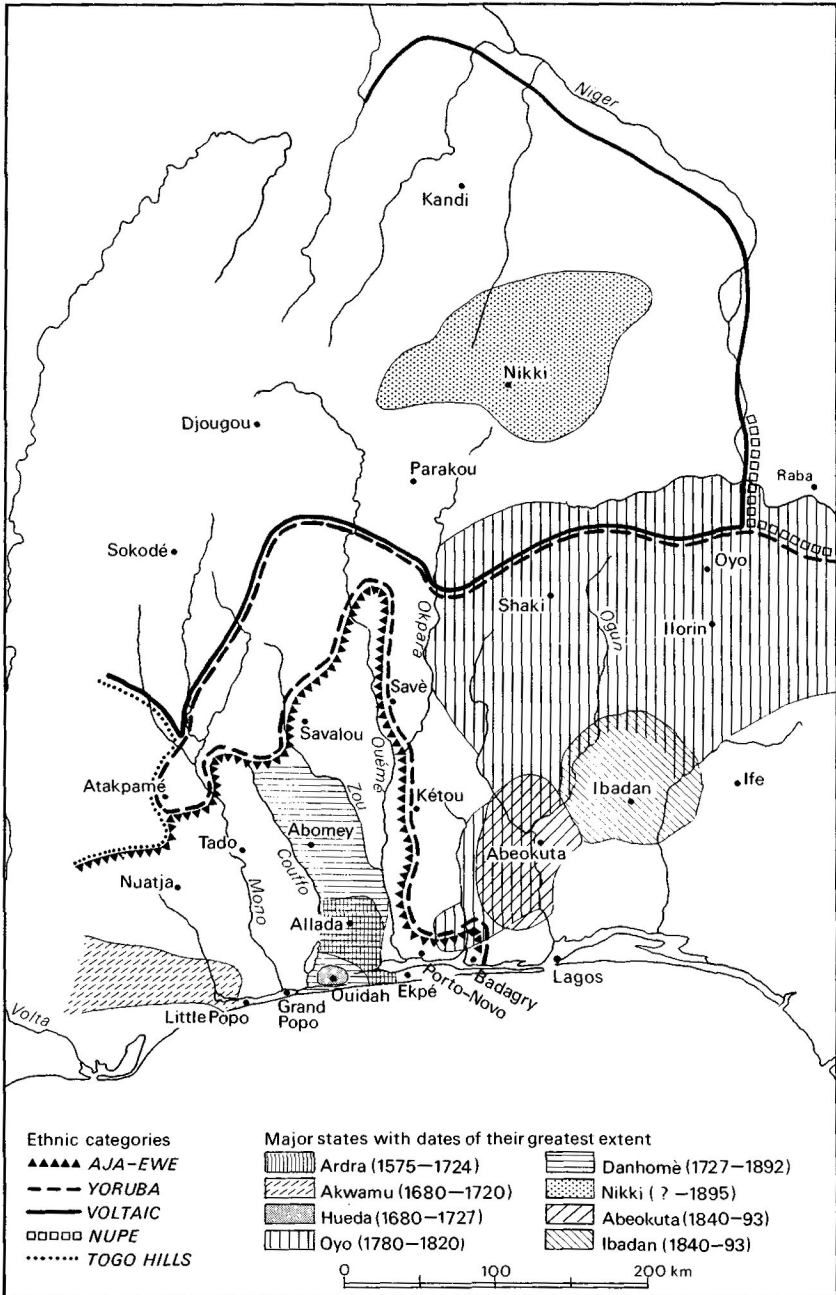 Niger
Kandi
Nikki
Djougou
Parakou
Raba
Sokodé
Oyo
Shaki
Ilorin
Okpara
Ogun
Savè
Savalou
Ouémé
Atakpamé
Zou
Kétou
Ibadan
Ife
Tado
Abomey
Abeokuta
Nuatja
Mono
Couffo
Allada
Volta
Little Popo
Grand
Popo
Ouidah
Ekpé
Porto-Novo
Badagry
Lagos
Ethnic categories
AJA-EWE
YORUBA
VOLTAIC
NUPE
TOGO HILLS
Major states with dates of their greatest extent
Ardra (1575–1724)
Akwamu (1680–1720)
Hueda (1680–1727)
Oyo (1780–1820)
Danhomè (1727–1892)
Nikki ( ? –1895)
Abeokuta (1840–93)
Ibadan (1840–93)
0 100 200 km